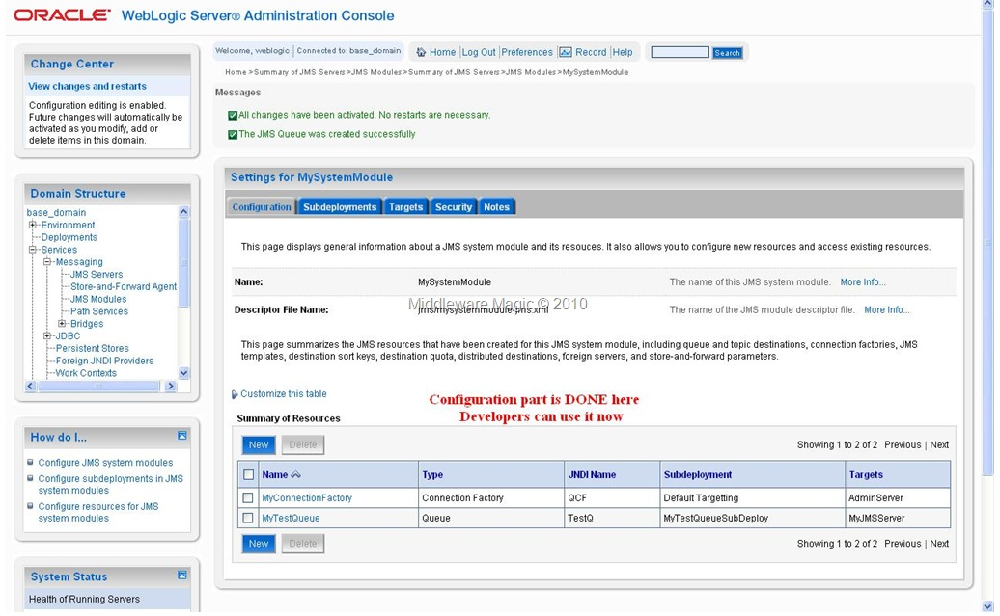 ORACLE® WebLogic Server® Administration Console
Change Center
View changes and restarts
Configuration editing is enabled.
Future changes will automatically be
activated as you modify, add or
delete items in this domain.
Domain Structure
base_domain
Environment
Deployments
Services
Messaging
JMS Servers
Store-and-Forward Agent
JMS Modules
Path Services
Bridges
JDBC
Persistent Stores
Foreign JNDI Providers
Work Contexts
How do I...
Configure JMS system modules
Configure subdeployments in JMS
system modules
Configure resources for JMS
system modules
System Status
Health of Running Servers
Welcome, weblogic | Connected to: base_domain
Home | Log Out | Preferences | Record | Help
Search
Home >Summary of JMS Servers >JMS Modules >Summary of JMS Servers >JMS Modules >MySystemModule
Messages
All changes have been activated. No restarts are necessary.
The JMS Queue was created successfully
Settings for MySystemModule
Configuration Subdeployments Targets Security Notes
This page displays general information about a JMS system module and its resouces. It also allows you to configure new resources and access existing resources.
Name: MySystemModule The name of this JMS system module. More Info...
Middleware Magic © 2010
Descriptor File Name: jms/mysystemmodule-jms.xml The name of the JMS module descriptor file. More Info...
This page summarizes the JMS resources that have been created for this JMS system module, including queue and topic destinations, connection factories, JMS
templates, destination sort keys, destination quota, distributed destinations, foreign servers, and store-and-forward parameters.
Customize this table
Configuration part is DONE here
Developers can use it now
Summary of Resources
New Delete Showing 1 to 2 of 2 Previous | Next
Name Type JNDI Name Subdeployment Targets
MyConnectionFactory Connection Factory QCF Default Targetting AdminServer
MyTestQueue Queue TestQ MyTestQueueSubDeploy MyJMSServer
New Delete Showing 1 to 2 of 2 Previous | Next